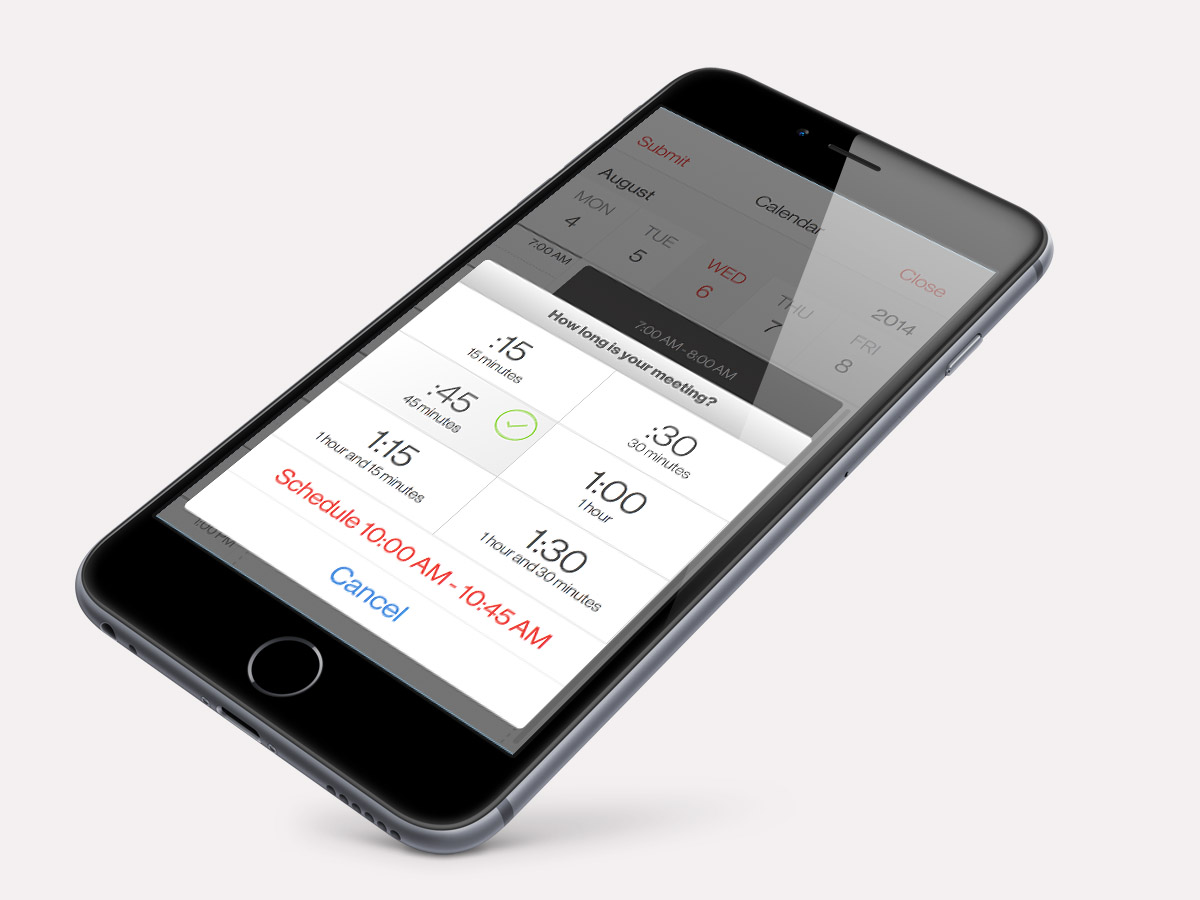 Submit
Calendar
Close
August
2014
MON
TUE
WED
THU
FRI
4
5
6
7
8
7:00 AM
7:00 AM - 8:00 AM
How long is your meeting?
:15
15 minutes
:30
30 minutes
:45
45 minutes
1:00
1 hour
1:15
1 hour and 15 minutes
1:30
1 hour and 30 minutes
Schedule 10:00 AM - 10:45 AM
Cancel
1:00 PM